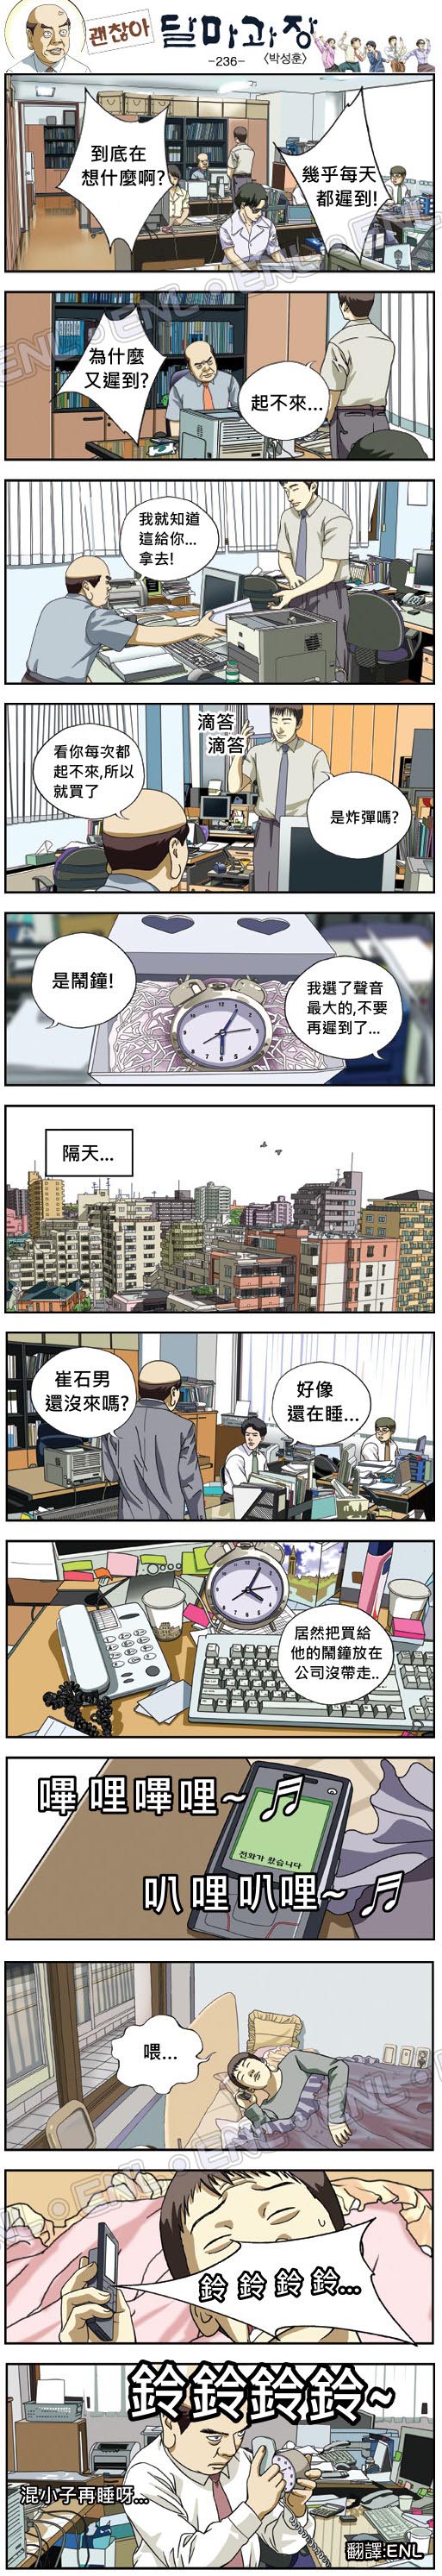 괜찮아
달마과장
-236-
<박성훈>
到底在
想什麼啊?
幾乎每天
都遲到!
為什麼
又遲到?
起不來...
我就知道
這給你...
拿去!
滴答
滴答
看你每次都
起不來,所以
就買了
是炸彈嗎?
是鬧鐘!
我選了聲音
最大的,不要
再遲到了...
隔天...
崔石男
還沒來嗎?
好像
還在睡...
居然把買給
他的鬧鐘放在
公司沒帶走..
嗶哩嗶哩~
전화가 왔습니다
叭哩叭哩~
喂...
鈴鈴鈴鈴...
鈴鈴鈴鈴~
混小子再睡呀...
翻譯:ENL